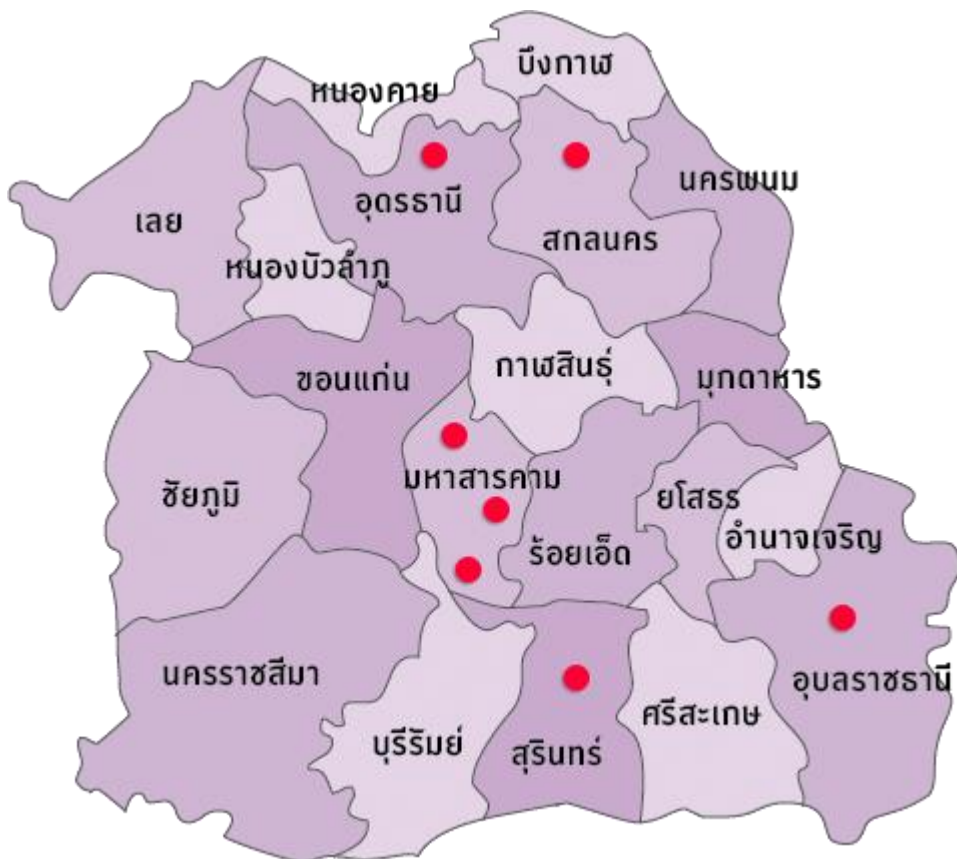 บึงกาฬ
หนองคาย
นครพนม
อุดรธานี
เลย
สกลนคร
หนองบัวลำภู
กาฬสินธุ์
ขอนแก่น
มุกดาหาร
มหาสารคาม
ชัยภูมิ
ยโสธร
อำนาจเจริญ
ร้อยเอ็ด
นครราชสีมา
อุบลราชธานี
ศรีสะเกษ
บุรีรัมย์
สุรินทร์